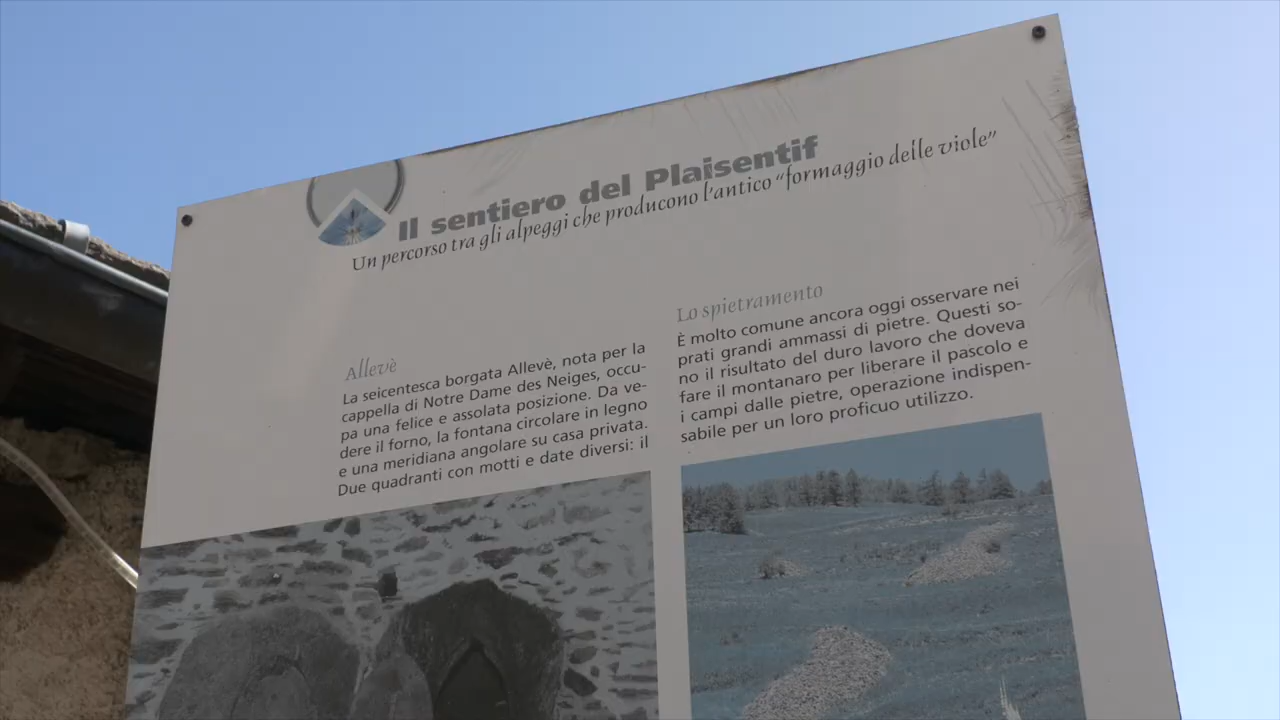 Il sentiero del Plaisentif
Un percorso tra gli alpeggi che producono l'antico "formaggio delle viole"
Allevè
La seicentesca borgata Allevè, nota per la
cappella di Notre Dame des Neiges, occu-
pa una felice e assolata posizione. Da ve-
dere il forno, la fontana circolare in legno
e una meridiana angolare su casa privata.
Due quadranti con motti e date diversi: il
Lo spietramento
È molto comune ancora oggi osservare nei
prati grandi ammassi di pietre. Questi so-
no il risultato del duro lavoro che doveva
fare il montanaro per liberare il pascolo e
i campi dalle pietre, operazione indispen-
sabile per un loro proficuo utilizzo.